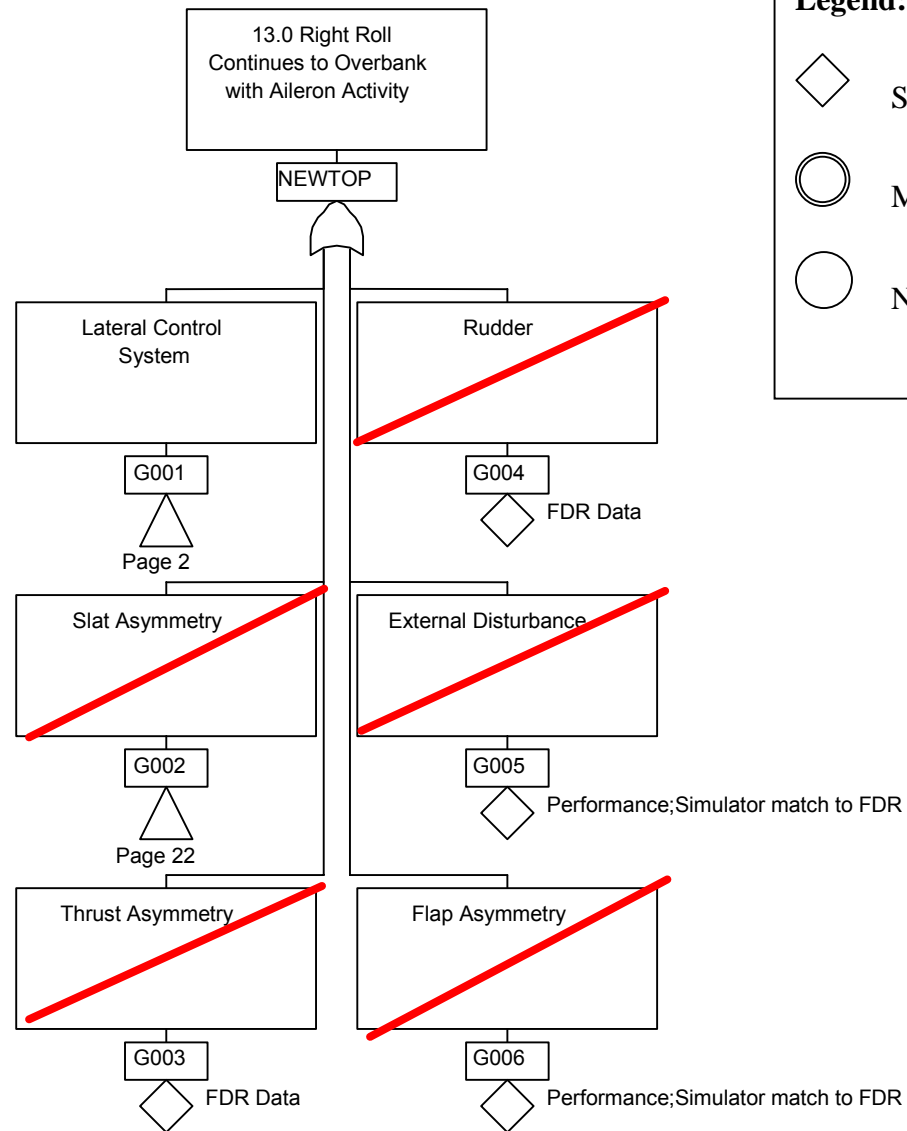 13.0 Right Roll
Continues to Overbank
with Aileron Activity
NEWTOP
Lateral Control
System
G001
Page 2
Rudder
G004
FDR Data
Slat Asymmetry
G002
Page 22
External Disturbance
G005
Performance;Simulator match to FDR
Thrust Asymmetry
G003
FDR Data
Flap Asymmetry
G006
Performance;Simulator match to FDR
Legend:
S
M
N